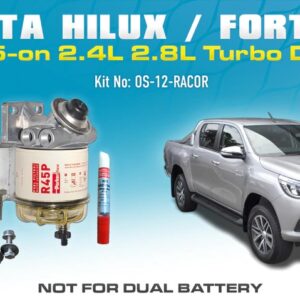 TA HILUX / FORT
5-on 2.4L 2.8L Turbo D
Kit No: OS-12-RACOR
R45P
NOT FOR DUAL BATTERY